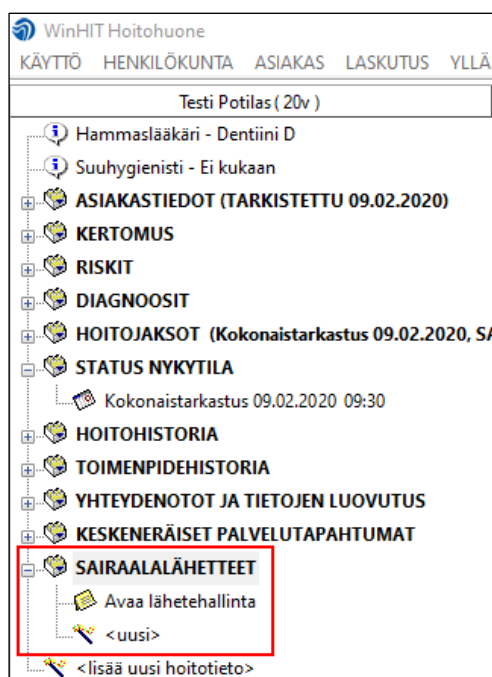 WinHIT Hoitohuone
KÄYTTÖ HENKILÖKUNTA ASIAKAS LASKUTUS YLLÄ
Testi Potilas ( 20v )
Hammaslääkäri - Dentiini D
Suuhygienisti - Ei kukaan
ASIAKASTIEDOT (TARKISTETTU 09.02.2020)
KERTOMUS
RISKIT
DIAGNOOSIT
HOITOJAKSOT (Kokonaistarkastus 09.02.2020, SA
STATUS NYKYTILA
Kokonaistarkastus 09.02.2020 09:30
HOITOHISTORIA
TOIMENPIDEHISTORIA
YHTEYDENOTOT JA TIETOJEN LUOVUTUS
KESKENERÄISET PALVELUTAPAHTUMAT
SAIRAALALÄHETTEET
Avaa lähetehallinta
<uusi>
<lisää uusi hoitotieto>